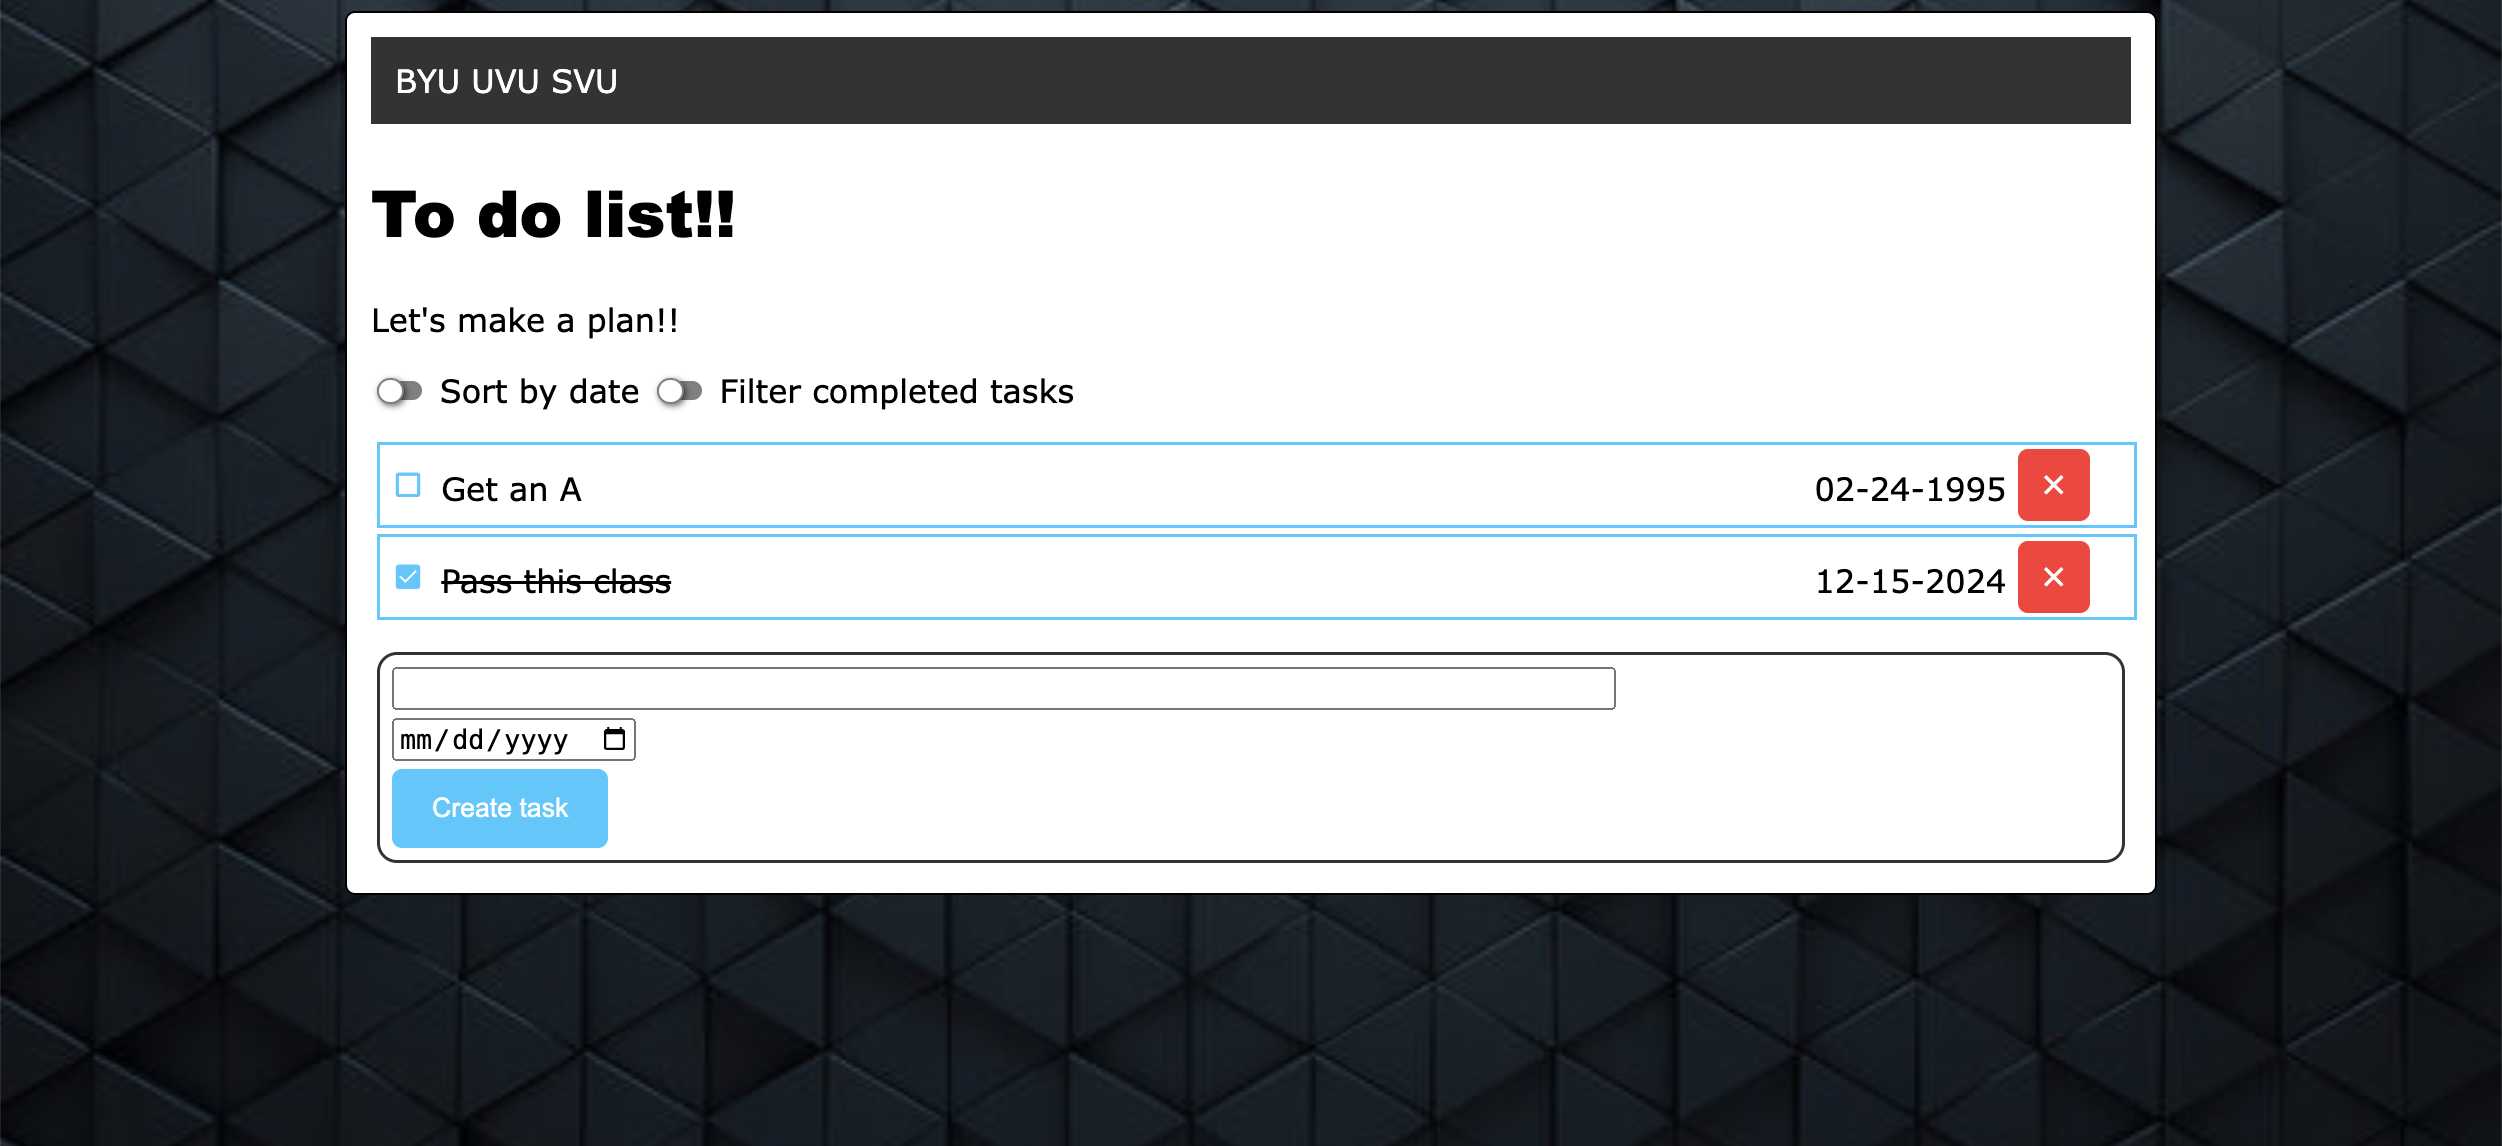 BYU UVU SVU
To do list!!
Let's make a plan!!
Sort by date Filter completed tasks
Get an A 02-24-1995 ×
Pass this class 12-15-2024 ×
mm/dd/yyyy
Create task